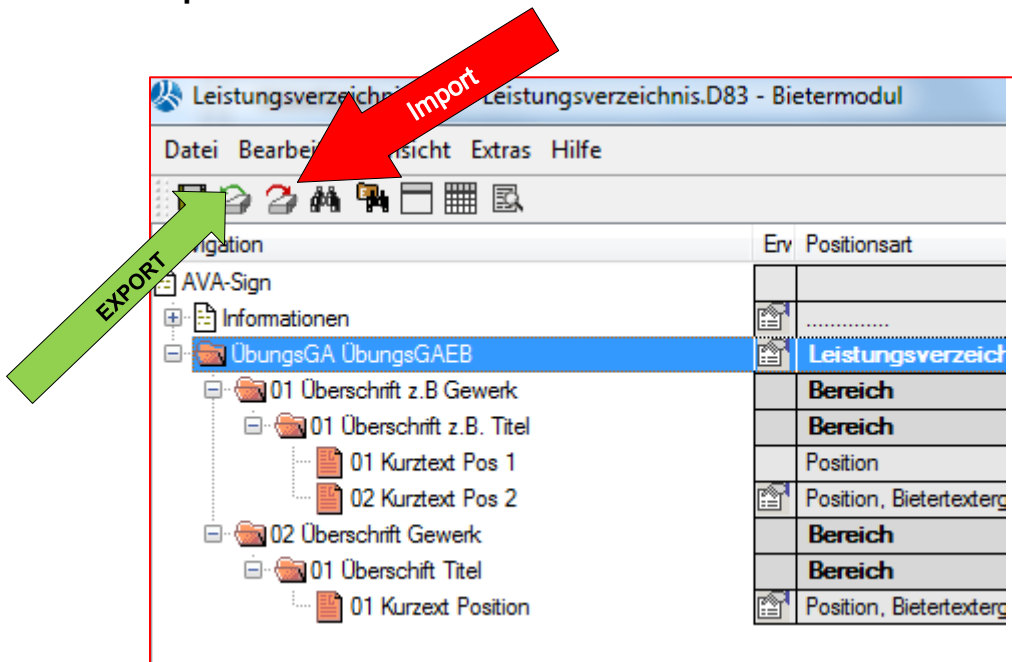 Import
EXPORT
Leistungsverzeichni Leistungsverzeichnis.D83 - Bietermodul
Datei Bearbei sicht Extras Hilfe
vigation Erv Positionsart
AVA-Sign
Informationen ..............
ÜbungsGA ÜbungsGAEB Leistungsverzeich
01 Überschrift z.B Gewerk Bereich
01 Überschrift z.B. Titel Bereich
01 Kurztext Pos 1 Position
02 Kurztext Pos 2 Position, Bietertexterg
02 Überschrift Gewerk Bereich
01 Überschift Titel Bereich
01 Kurzext Position Position, Bietertexterg